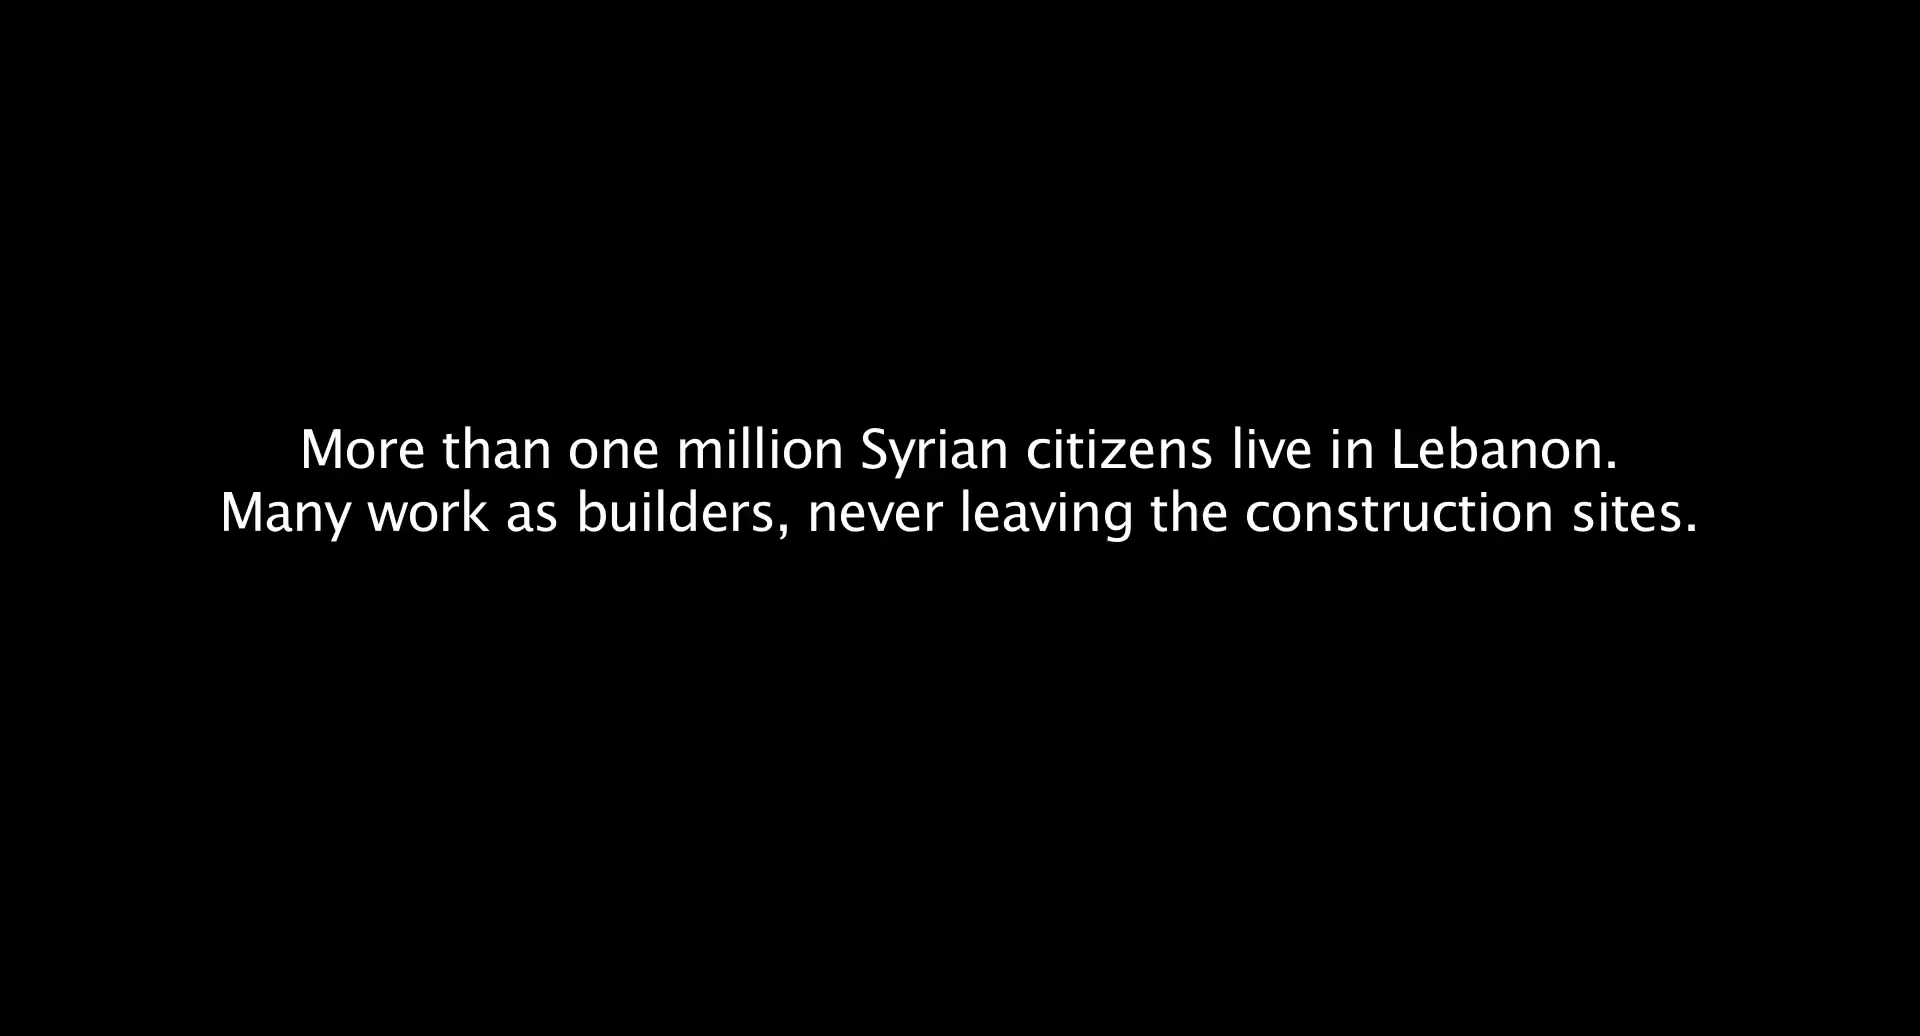 More than one million Syrian citizens live in Lebanon.
Many work as builders, never leaving the construction sites.